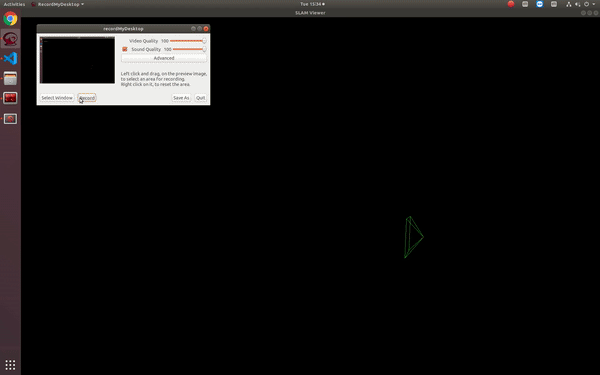 Activities
recordMyDesktop
Tue 15:34
SLAM Viewer
recordMyDesktop
Video Quality 100
Sound Quality 100
Advanced
Left click and drag, on the preview image,
to select an area for recording.
Right click on it, to reset the area.
Select Window
Record
Save As
Quit